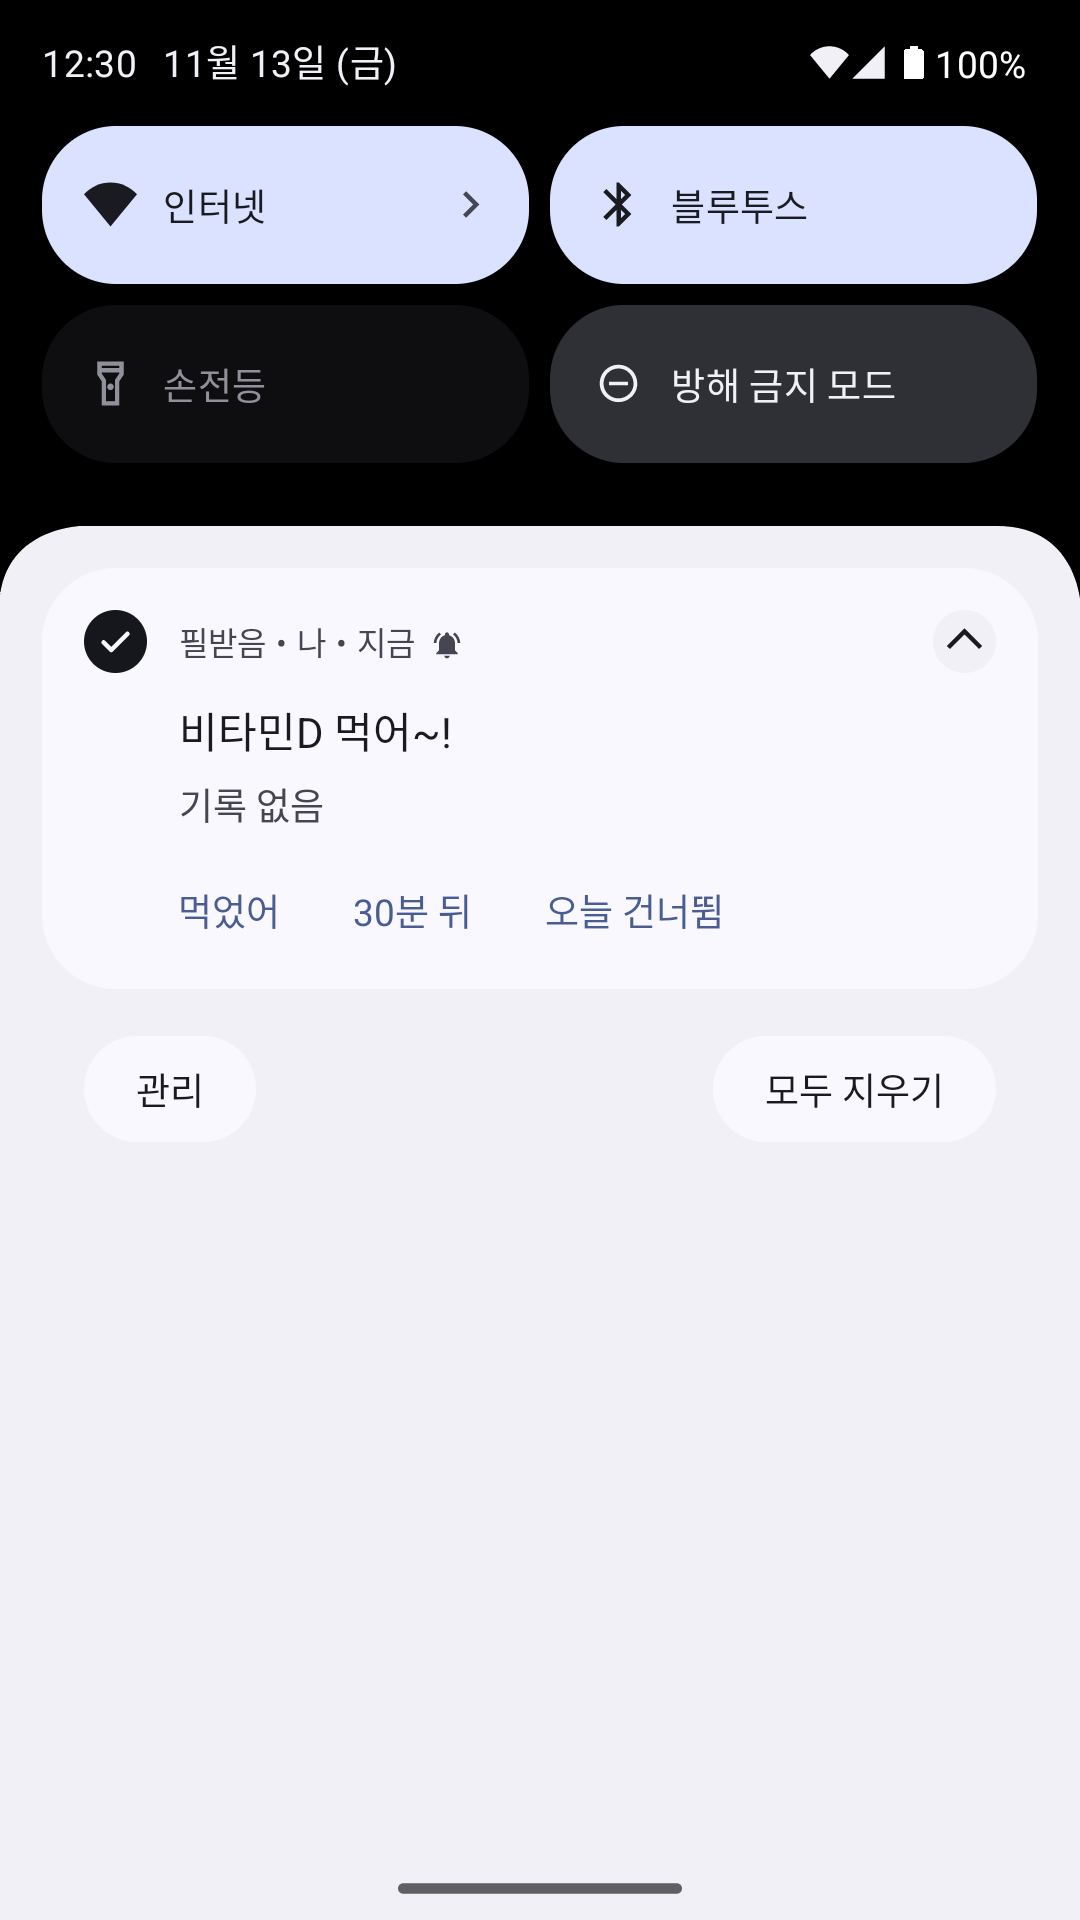 12:30 11월 13일 (금) 100%
인터넷
블루투스
손전등
방해 금지 모드
필받음 • 나 • 지금
비타민D 먹어~!
기록 없음
먹었어 30분 뒤 오늘 건너뜀
관리 모두 지우기